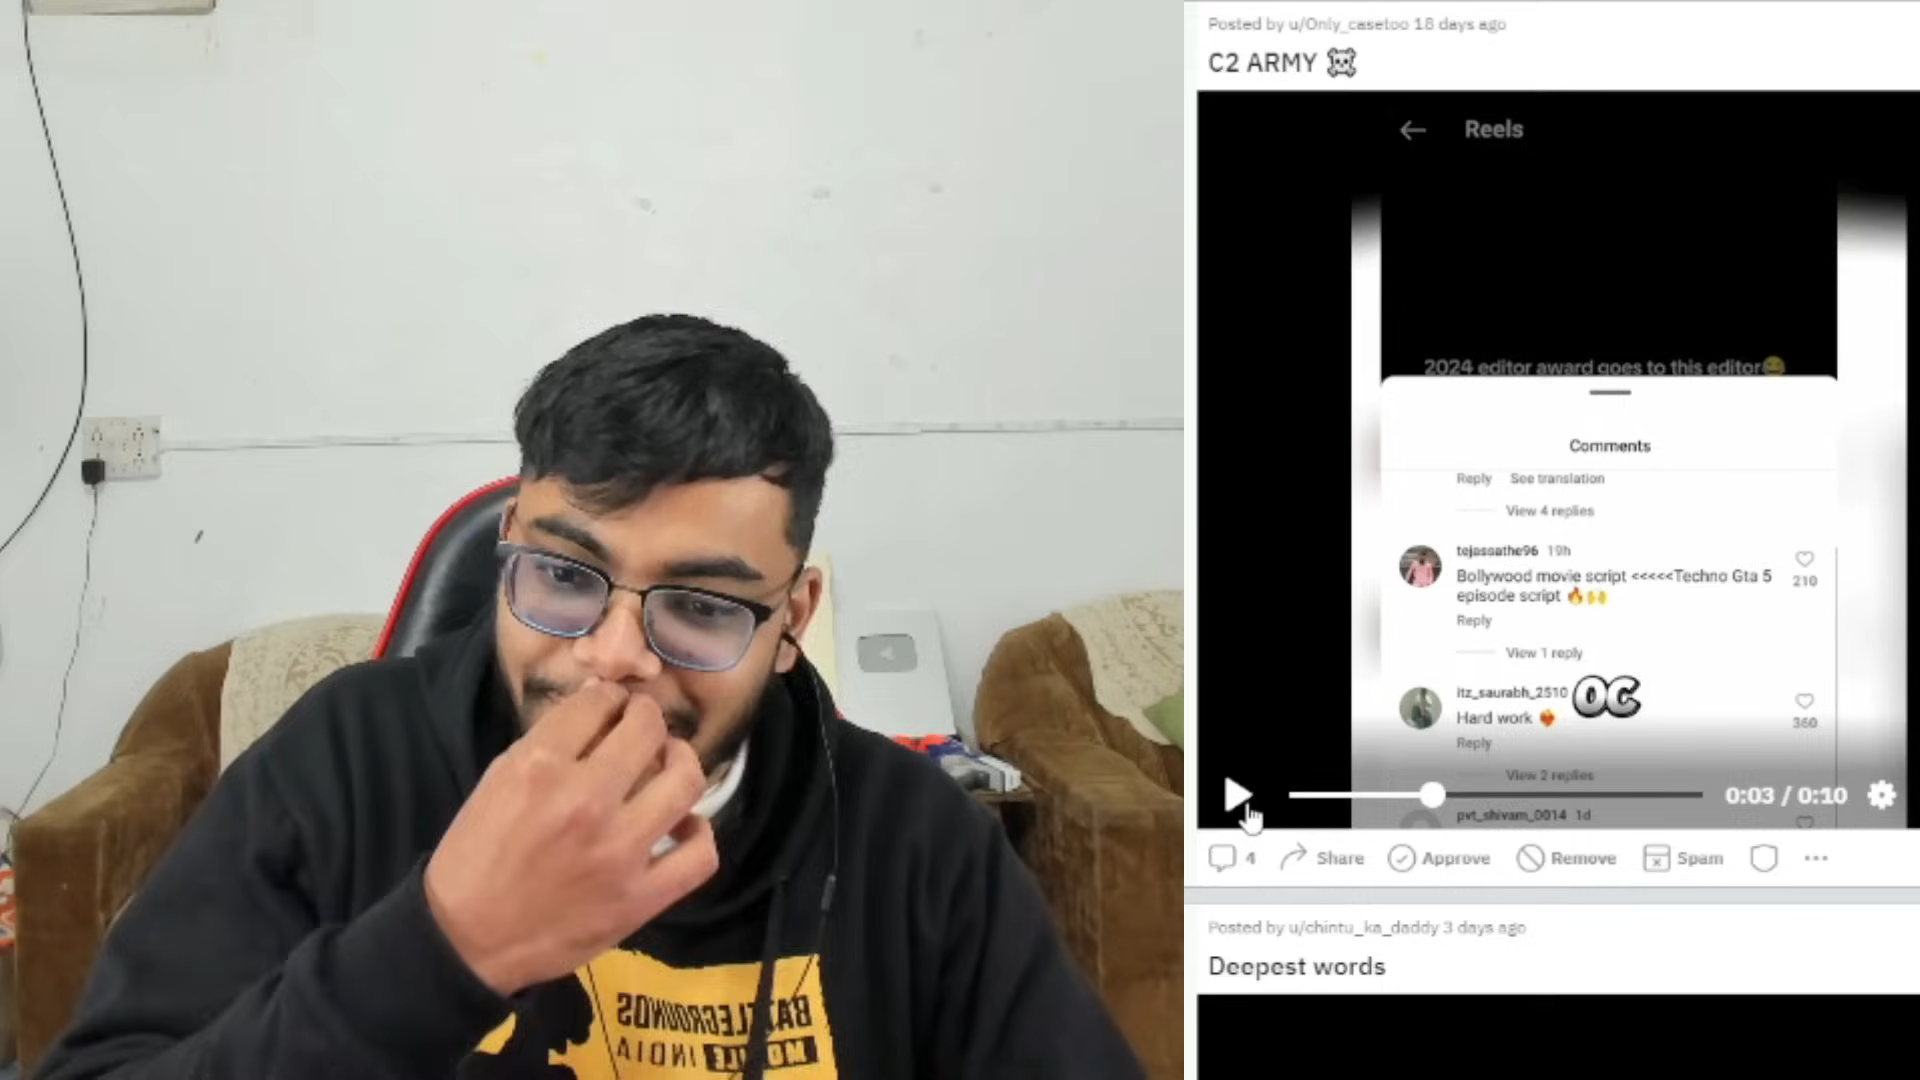 Posted by u/Only_casetoo 18 days ago
C2 ARMY ☠️
Reels
2024 editor award goes to this editor😂
Comments
Reply See translation
View 4 replies
tejassathe96 19h
Bollywood movie script <<<<<Techno Gta 5
episode script 🔥🙌
210
Reply
View 1 reply
itz_saurabh_2510
OC
Hard work ❤️‍🔥
360
Reply
View 2 replies
pvt_shivam_0014 1d
0:03 / 0:10
4 Share Approve Remove Spam
Posted by u/chintu_ka_daddy 3 days ago
Deepest words
BATTLEGROUNDS
MOBILE INDIA